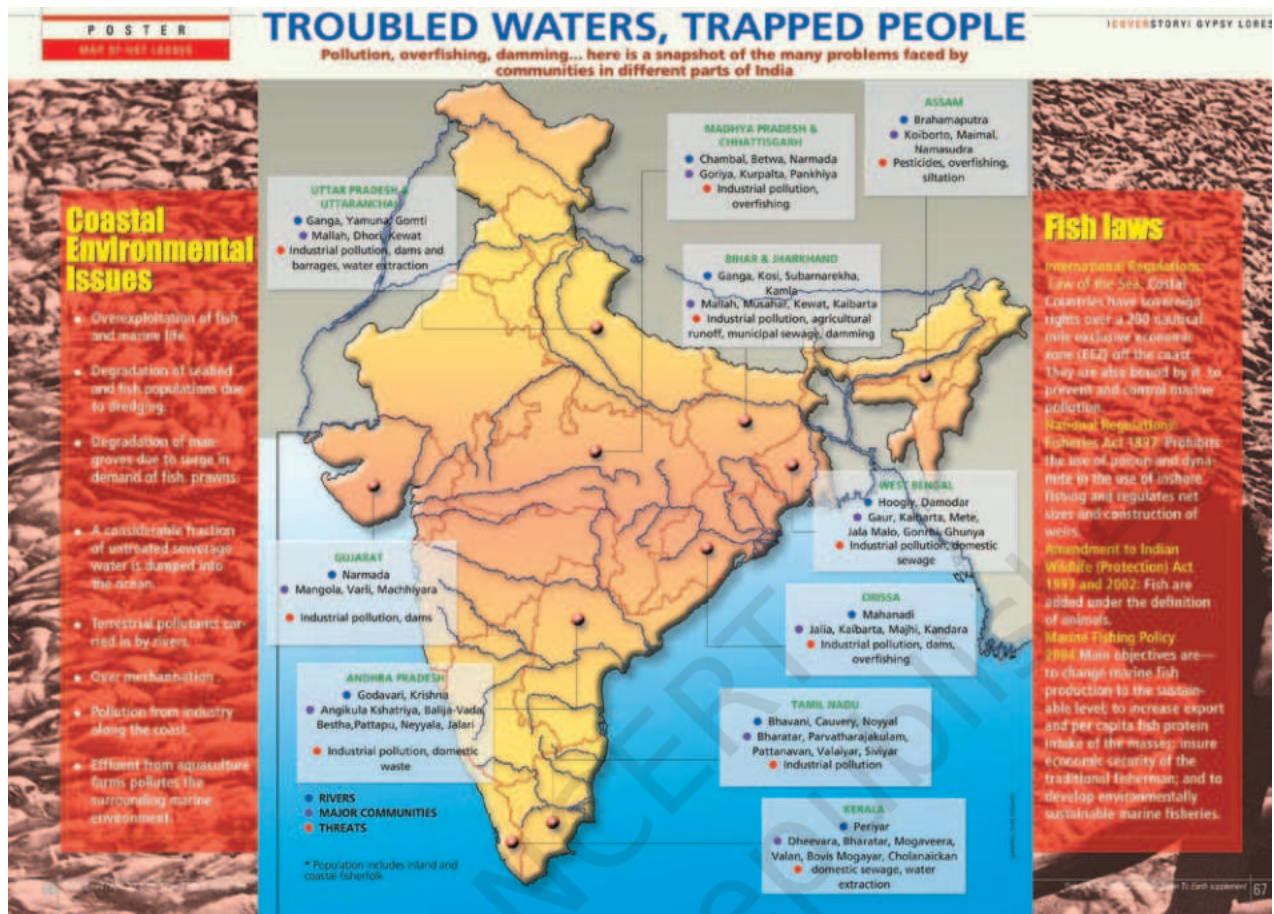 POSTER
MAP OF NET LOSSES
TROUBLED WATERS, TRAPPED PEOPLE
|COVERSTORY| GYPSY LORES
Pollution, overfishing, damming... here is a snapshot of the many problems faced by
communities in different parts of India
Coastal
Environmental
Issues
• Overexploitation of fish
and marine life.
• Degradation of seabed
and fish populations due
to dredging.
• Degradation of man-
groves due to surge in
demand of fish, prawns.
• A considerable fraction
of untreated sewerage
water is dumped into
the ocean.
• Terrestrial pollutants car-
ried in by rivers.
• Over mechanisation.
• Pollution from industry
along the coast.
• Effluent from aquaculture
farms pollutes the
surrounding marine
environment.
UTTAR PRADESH &
UTTARANCHAL
Ganga, Yamuna, Gomti
Mallah, Dhori, Kewat
Industrial pollution, dams and
barrages, water extraction
MADHYA PRADESH &
CHHATTISGARH
Chambal, Betwa, Narmada
Goriya, Kurpalta, Pankhiya
Industrial pollution,
overfishing
ASSAM
Brahamaputra
Koiborto, Maimal,
Namasudra
Pesticides, overfishing,
siltation
BIHAR & JHARKHAND
Ganga, Kosi, Subarnarekha,
Kamla
Mallah, Musahar, Kewat, Kaibarta
Industrial pollution, agricultural
runoff, municipal sewage, damming
WEST BENGAL
Hoogly, Damodar
Gaur, Kaibarta, Mete,
Jala Malo, Gonrhi, Ghunya
Industrial pollution, domestic
sewage
GUJARAT
Narmada
Mangola, Varli, Machhiyara
Industrial pollution, dams
ORISSA
Mahanadi
Jalia, Kaibarta, Majhi, Kandara
Industrial pollution, dams,
overfishing
ANDHRA PRADESH
Godavari, Krishna
Angikula Kshatriya, Balija-Vada,
Bestha,Pattapu, Neyyala, Jalari
Industrial pollution, domestic
waste
TAMIL NADU
Bhavani, Cauvery, Noyyal
Bharatar, Parvatharajakulam,
Pattanavan, Valaiyar, Siviyar
Industrial pollution
KERALA
Periyar
Dheevara, Bharatar, Mogaveera,
Valan, Bovis Mogayar, Cholanaickan
domestic sewage, water
extraction
RIVERS
MAJOR COMMUNITIES
THREATS
* Population includes inland and
coastal fisherfolk
Fish laws
International Regulations:
Law of the Sea. Costal
Countries have sovereign
rights over a 200 nautical
mile exclusive economic
zone (EEZ) off the coast.
They are also bound by it to
prevent and control marine
pollution.
National Regulations:
Fisheries Act 1897: Prohibits
the use of poison and dyna-
mite in the use of inshore
fishing and regulates net
sizes and construction of
weirs.
Amendment to Indian
Wildlife (Protection) Act
1993 and 2002: Fish are
added under the definition
of animals.
Marine Fishing Policy
2004 Main objectives are—
to change marine fish
production to the sustain-
able level; to increase export
and per capita fish protein
intake of the masses; insure
economic security of the
traditional fisherman; and to
develop environmentally
sustainable marine fisheries.
Down To Earth supplement 67
NCERT
republis